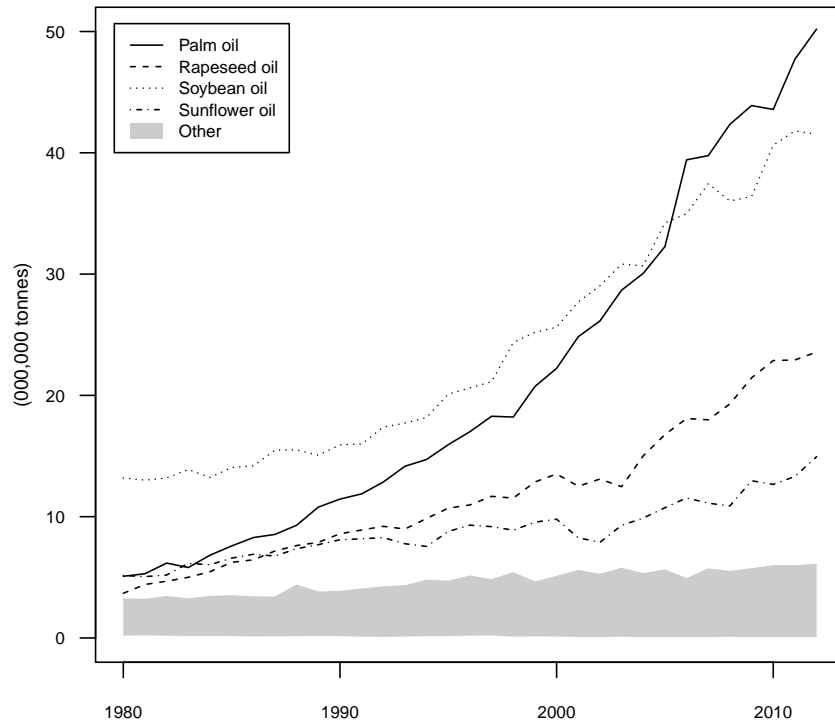 (000,000 tonnes)
50
40
30
20
10
0
Palm oil
Rapeseed oil
Soybean oil
Sunflower oil
Other
1980
1990
2000
2010